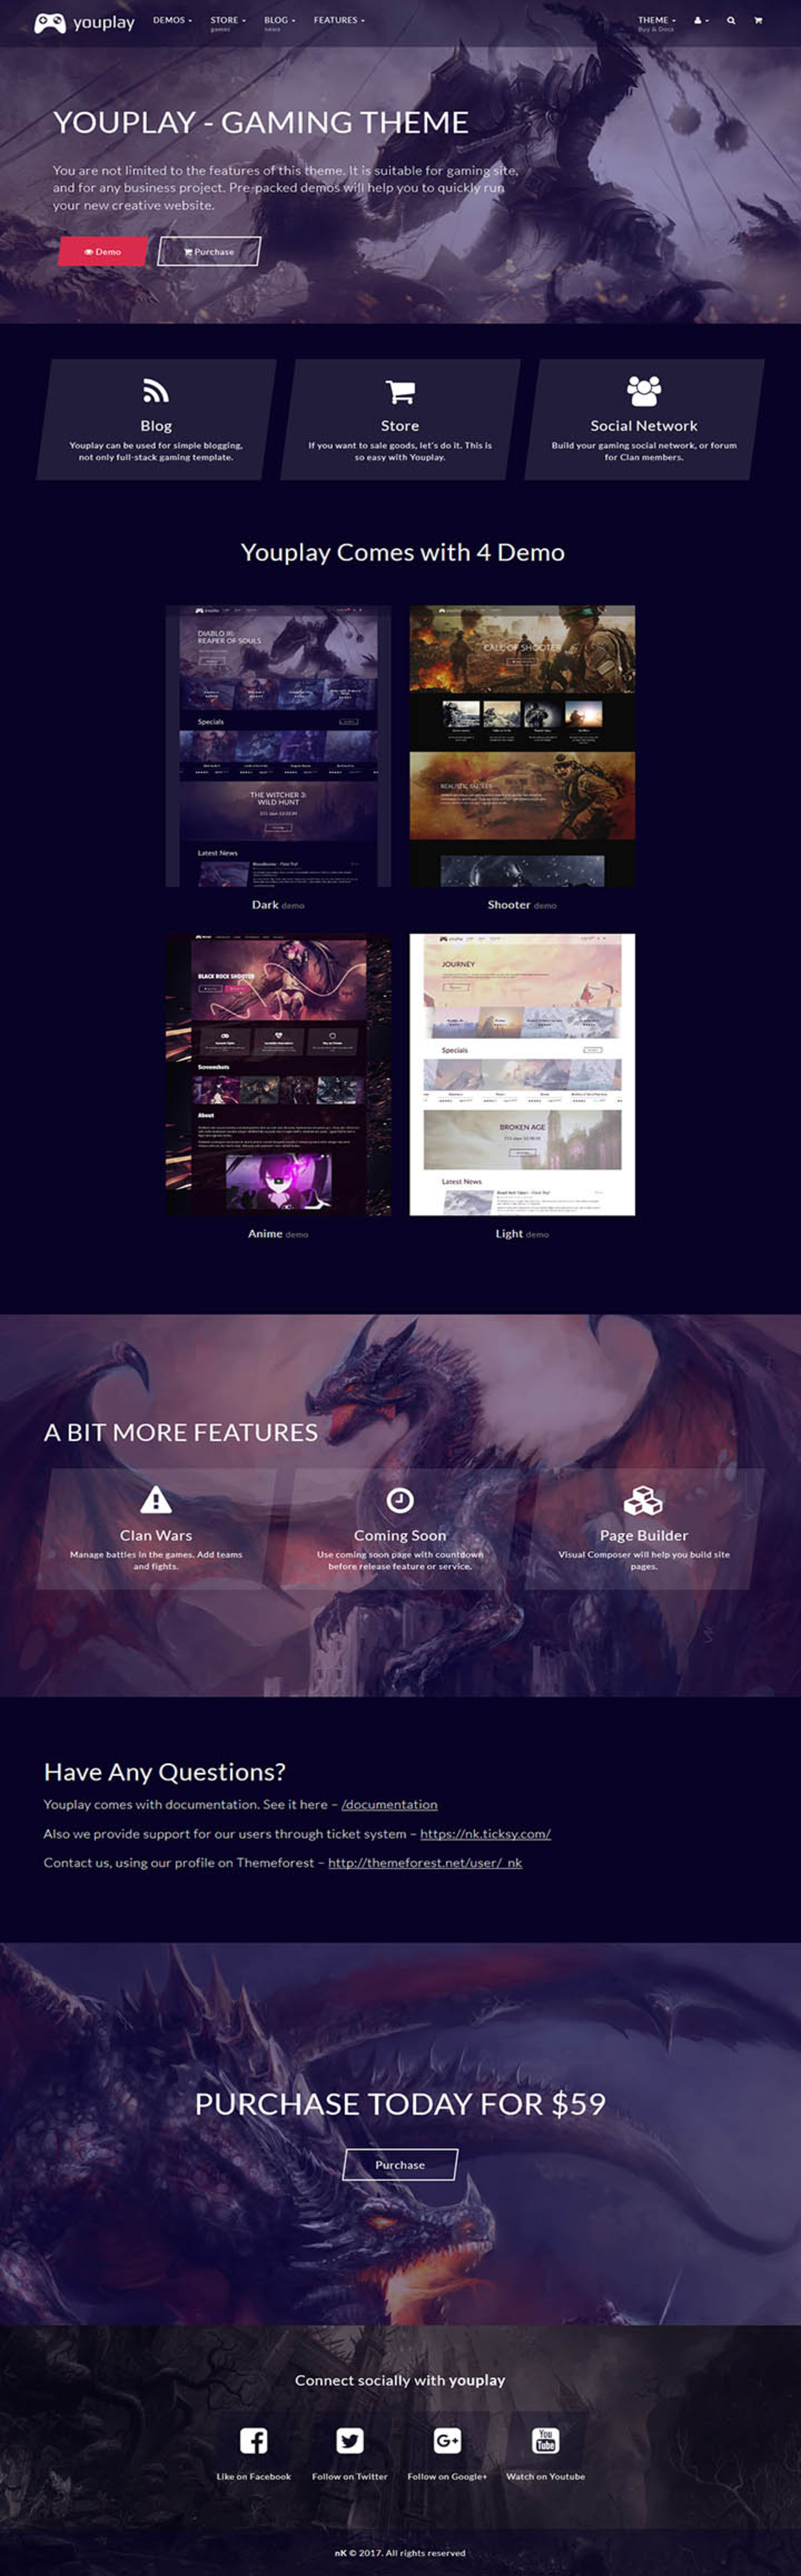 youplay
DEMOS
STORE
games
BLOG
news
FEATURES
THEME
Buy & Docs
YOUPLAY - GAMING THEME
You are not limited to the features of this theme. It is suitable for gaming site,
and for any business project. Pre-packed demos will help you to quickly run
your new creative website.
Demo
Purchase
Blog
Youplay can be used for simple blogging,
not only full-stack gaming template.
Store
If you want to sale goods, let's do it. This is
so easy with Youplay.
Social Network
Build your gaming social network, or forum
for Clan members.
Youplay Comes with 4 Demo
youplay
DIABLO III:
REAPER OF SOULS
Specials
THE WITCHER 3:
WILD HUNT
Latest News
Dark demo
CALL OF SHOOTER
REALISTIC BATTLES
Shooter demo
BLACK ROCK SHOOTER
Screenshots
About
Anime demo
youplay
JOURNEY
Specials
BROKEN AGE
Latest News
Light demo
A BIT MORE FEATURES
Clan Wars
Manage battles in the games. Add teams
and fights.
Coming Soon
Use coming soon page with countdown
before release feature or service.
Page Builder
Visual Composer will help you build site
pages.
Have Any Questions?
Youplay comes with documentation. See it here – /documentation
Also we provide support for our users through ticket system – https://nk.ticksy.com/
Contact us, using our profile on Themeforest – http://themeforest.net/user/_nk
PURCHASE TODAY FOR $59
Purchase
Connect socially with youplay
G+
You
Tube
Like on Facebook
Follow on Twitter
Follow on Google+
Watch on Youtube
nK © 2017. All rights reserved